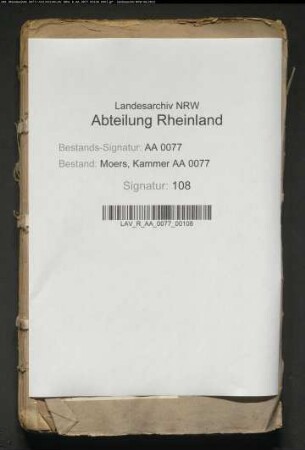 Landesarchiv NRW
Abteilung Rheinland
Bestands-Signatur: AA 0077
Bestand: Moers, Kammer AA 0077
Signatur: 108
LAV_R_AA_0077_00108